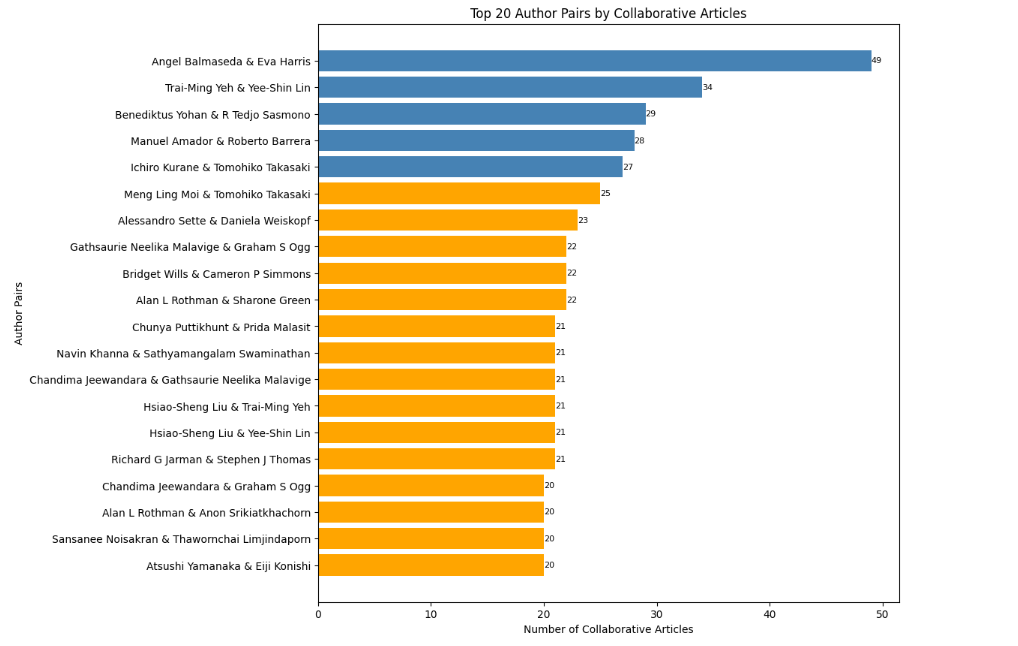 Top 20 Author Pairs by Collaborative Articles
Angel Balmaseda & Eva Harris 49
Trai-Ming Yeh & Yee-Shin Lin 34
Benediktus Yohan & R Tedjo Sasmono 29
Manuel Amador & Roberto Barrera 28
Ichiro Kurane & Tomohiko Takasaki 27
Meng Ling Moi & Tomohiko Takasaki 25
Alessandro Sette & Daniela Weiskopf 23
Gathsaurie Neelika Malavige & Graham S Ogg 22
Bridget Wills & Cameron P Simmons 22
Alan L Rothman & Sharone Green 22
Chunya Puttikhunt & Prida Malasit 21
Navin Khanna & Sathyamangalam Swaminathan 21
Chandima Jeewandara & Gathsaurie Neelika Malavige 21
Hsiao-Sheng Liu & Trai-Ming Yeh 21
Hsiao-Sheng Liu & Yee-Shin Lin 21
Richard G Jarman & Stephen J Thomas 21
Chandima Jeewandara & Graham S Ogg 20
Alan L Rothman & Anon Srikiatkhachorn 20
Sansanee Noisakran & Thawornchai Limjindaporn 20
Atsushi Yamanaka & Eiji Konishi 20
Author Pairs
0 10 20 30 40 50
Number of Collaborative Articles